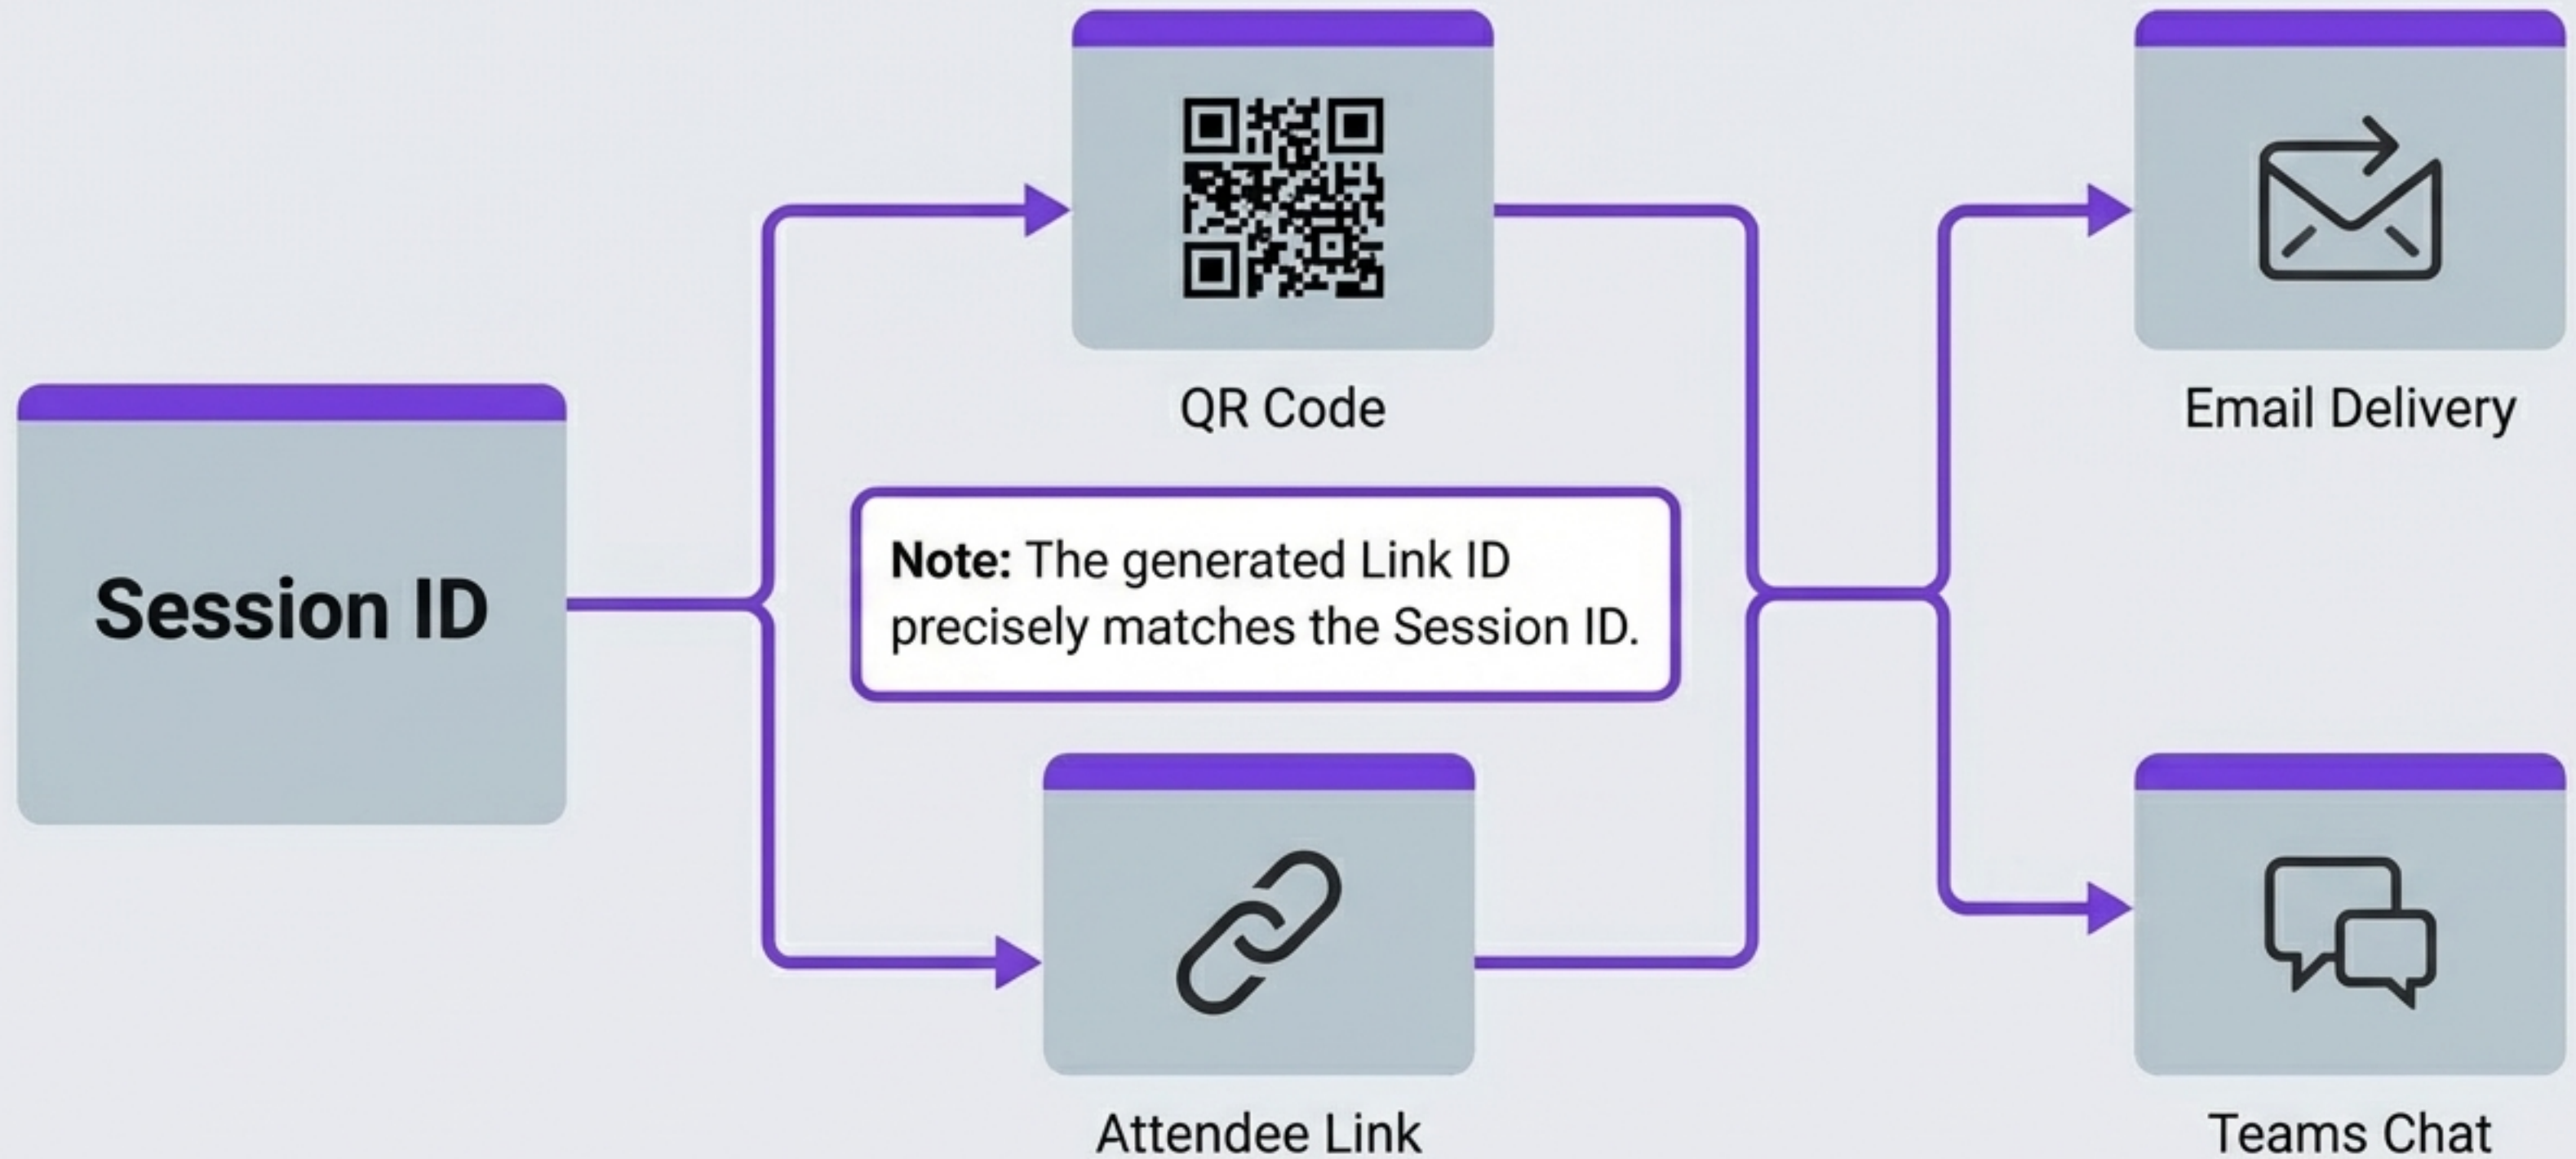 Session ID
QR Code
Note: The generated Link ID
precisely matches the Session ID.
Attendee Link
Email Delivery
Teams Chat